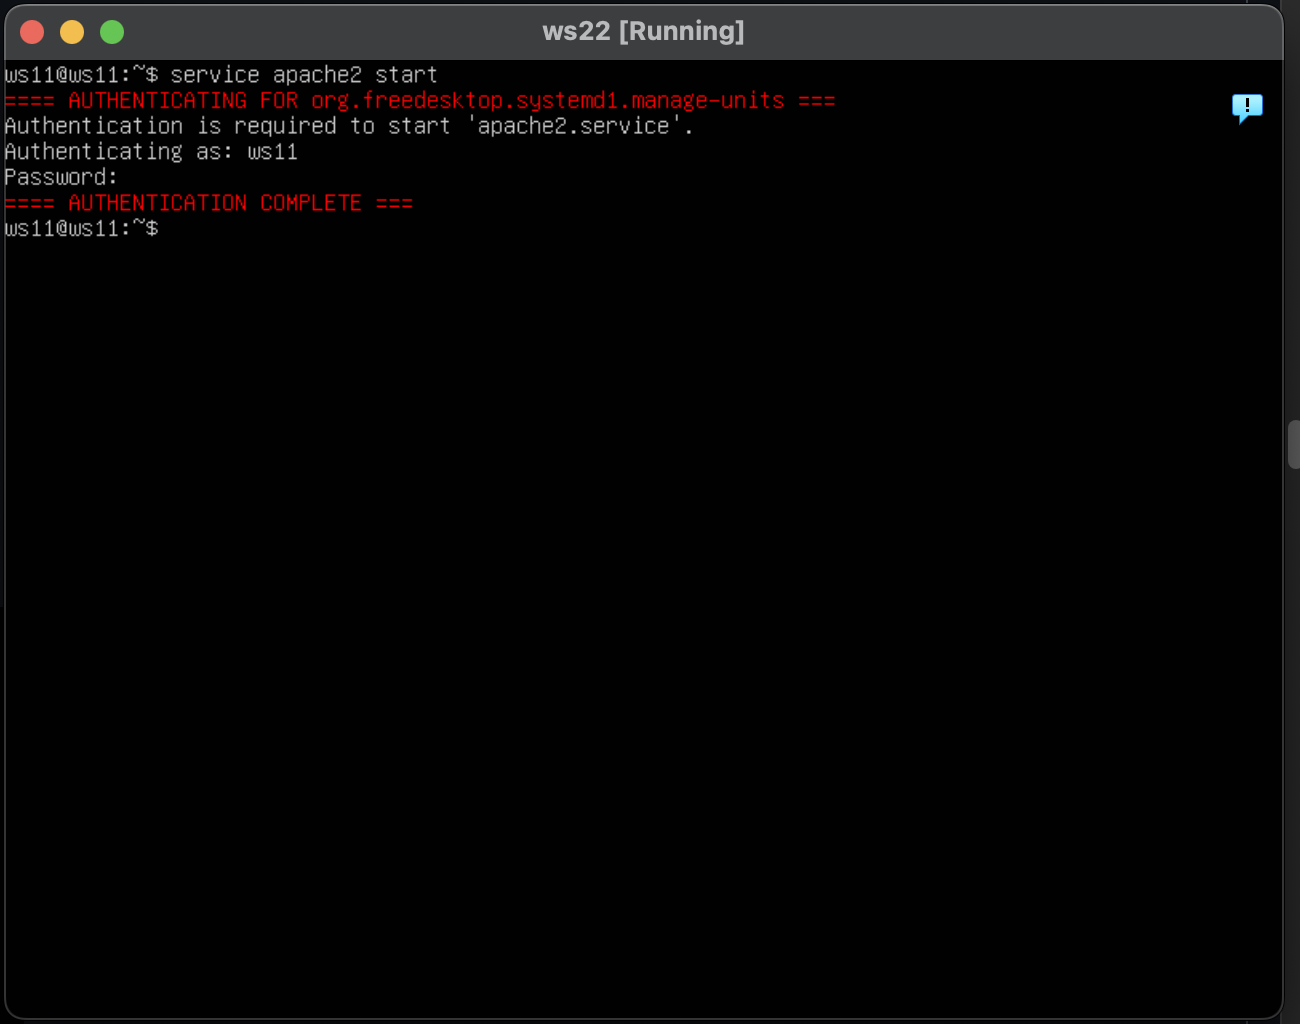 ws22 [Running]
ws11@ws11:~$ service apache2 start
==== AUTHENTICATING FOR org.freedesktop.systemd1.manage-units ===
Authentication is required to start 'apache2.service'.
Authenticating as: ws11
Password:
==== AUTHENTICATION COMPLETE ===
ws11@ws11:~$